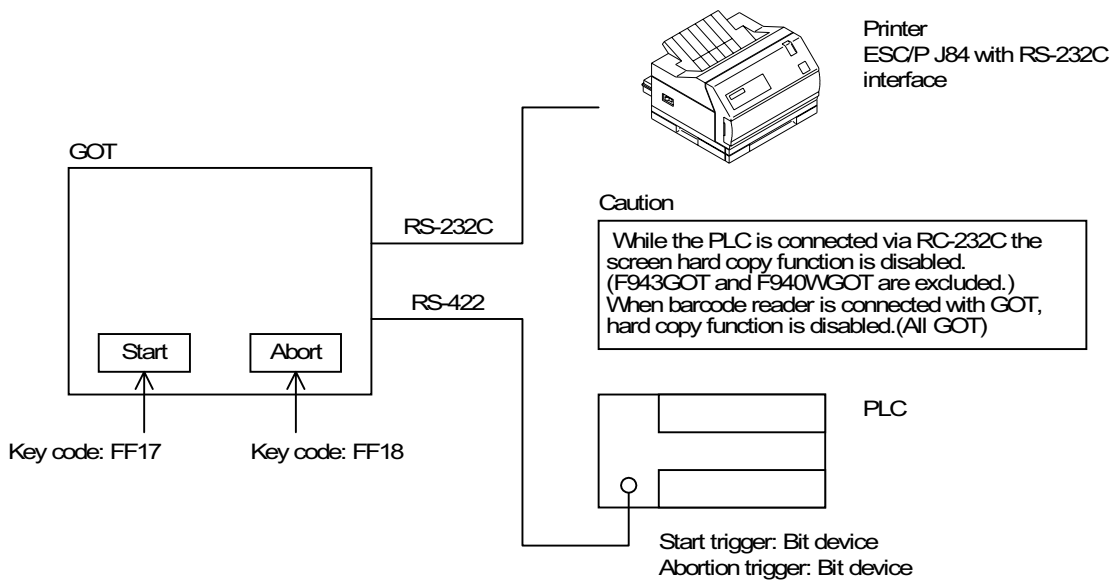 Printer
ESC/P J84 with RS-232C
interface
GOT
RS-232C
RS-422
Start
Abort
Key code: FF17
Key code: FF18
Caution
While the PLC is connected via RC-232C the
screen hard copy function is disabled.
(F943GOT and F940WGOT are excluded.)
When barcode reader is connected with GOT,
hard copy function is disabled.(All GOT)
PLC
Start trigger: Bit device
Abortion trigger: Bit device